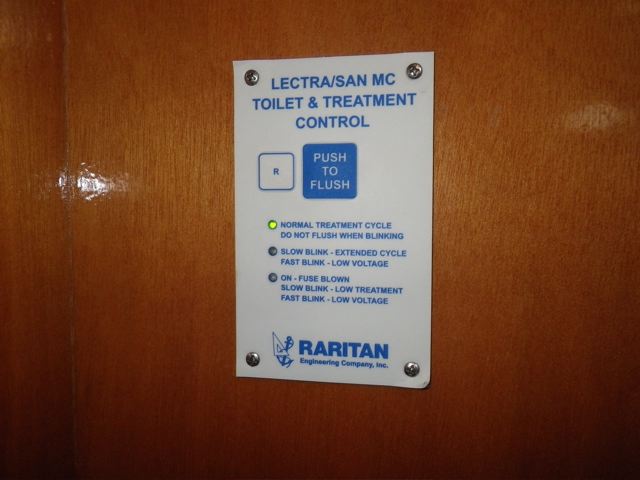 LECTRA/SAN MC
TOILET & TREATMENT
CONTROL
R
PUSH
TO
FLUSH
NORMAL TREATMENT CYCLE
DO NOT FLUSH WHEN BLINKING
SLOW BLINK - EXTENDED CYCLE
FAST BLINK - LOW VOLTAGE
ON - FUSE BLOWN
SLOW BLINK - LOW TREATMENT
FAST BLINK - LOW VOLTAGE
RARITAN
Engineering Company, Inc.